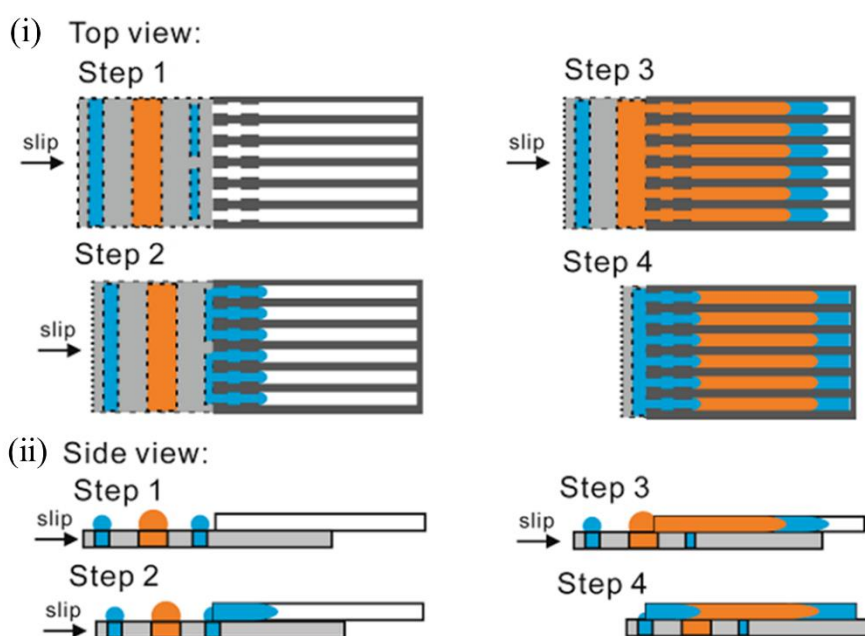 (i) Top view:
Step 1
slip
Step 2
slip
Step 3
slip
Step 4
(ii) Side view:
Step 1
slip
Step 2
slip
Step 3
slip
Step 4